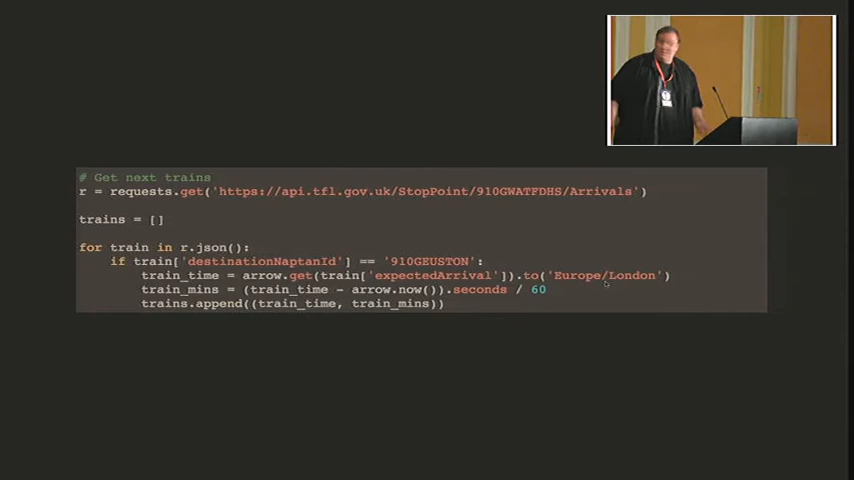 # Get next trains
r = requests.get('https://api.tfl.gov.uk/StopPoint/910GWATFDHS/Arrivals')
trains = []
for train in r.json():
if train['destinationNaptanId'] == '910GEUSTON':
train_time = arrow.get(train['expectedArrival']).to('Europe/London')
train_mins = (train_time - arrow.now()).seconds / 60
trains.append((train_time, train_mins))